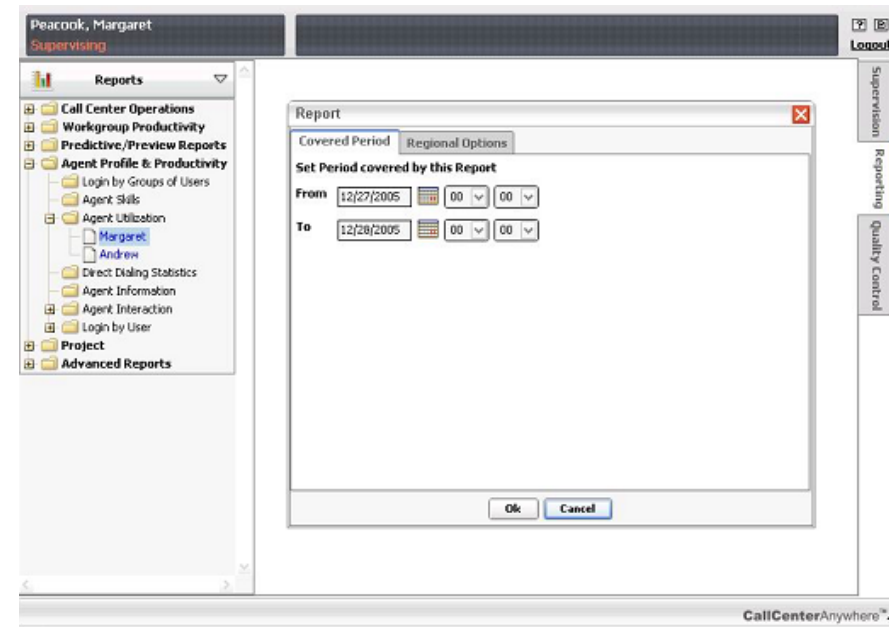 Peacook, Margaret
Supervising
? B
Logout
Reports
Call Center Operations
Workgroup Productivity
Predictive/Preview Reports
Agent Profile & Productivity
Login by Groups of Users
Agent Skills
Agent Utilization
Margaret
Andrew
Direct Dialing Statistics
Agent Information
Agent Interaction
Login by User
Project
Advanced Reports
Report
Covered Period
Regional Options
Set Period covered by this Report
From 12/27/2005 00 00
To 12/28/2005 00 00
Ok Cancel
Supervision
Reporting
Quality Control
CallCenterAnywhere™